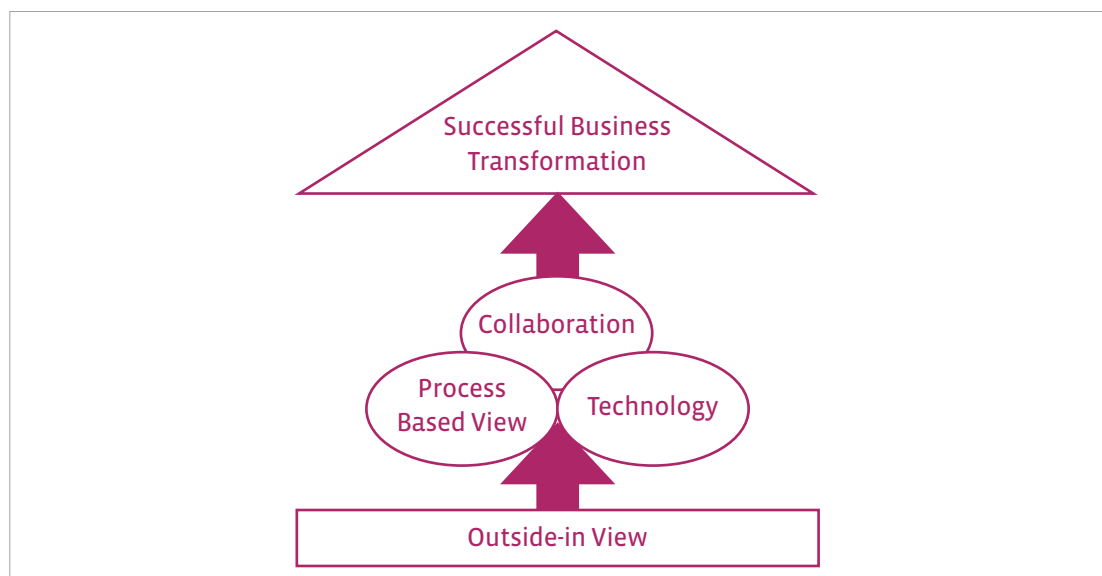 Successful Business
Transformation
Collaboration
Process
Based View
Technology
Outside-in View